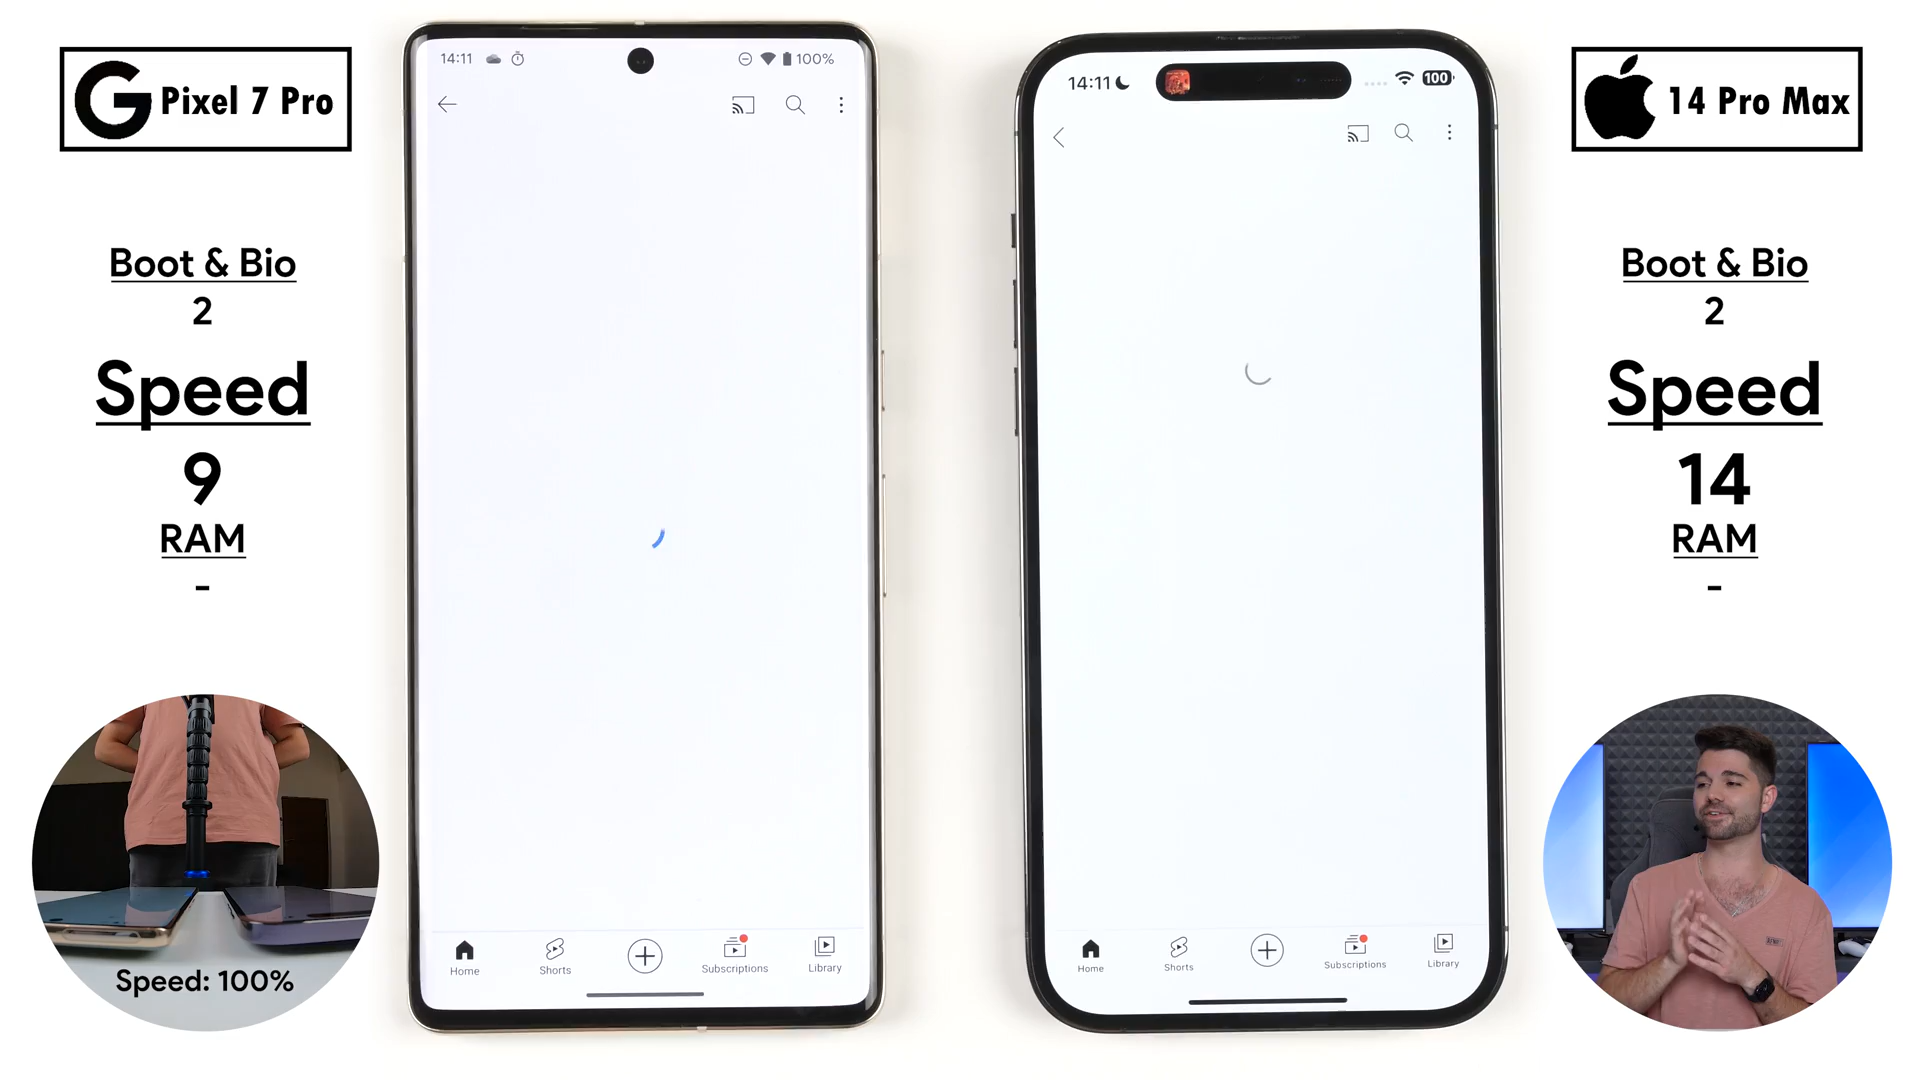 Pixel 7 Pro
Boot & Bio
2
Speed
9
RAM
-
Speed: 100%
14:11
100%
Home
Shorts
Subscriptions
Library
14:11
100
Home
Shorts
Subscriptions
Library
14 Pro Max
Boot & Bio
2
Speed
14
RAM
-